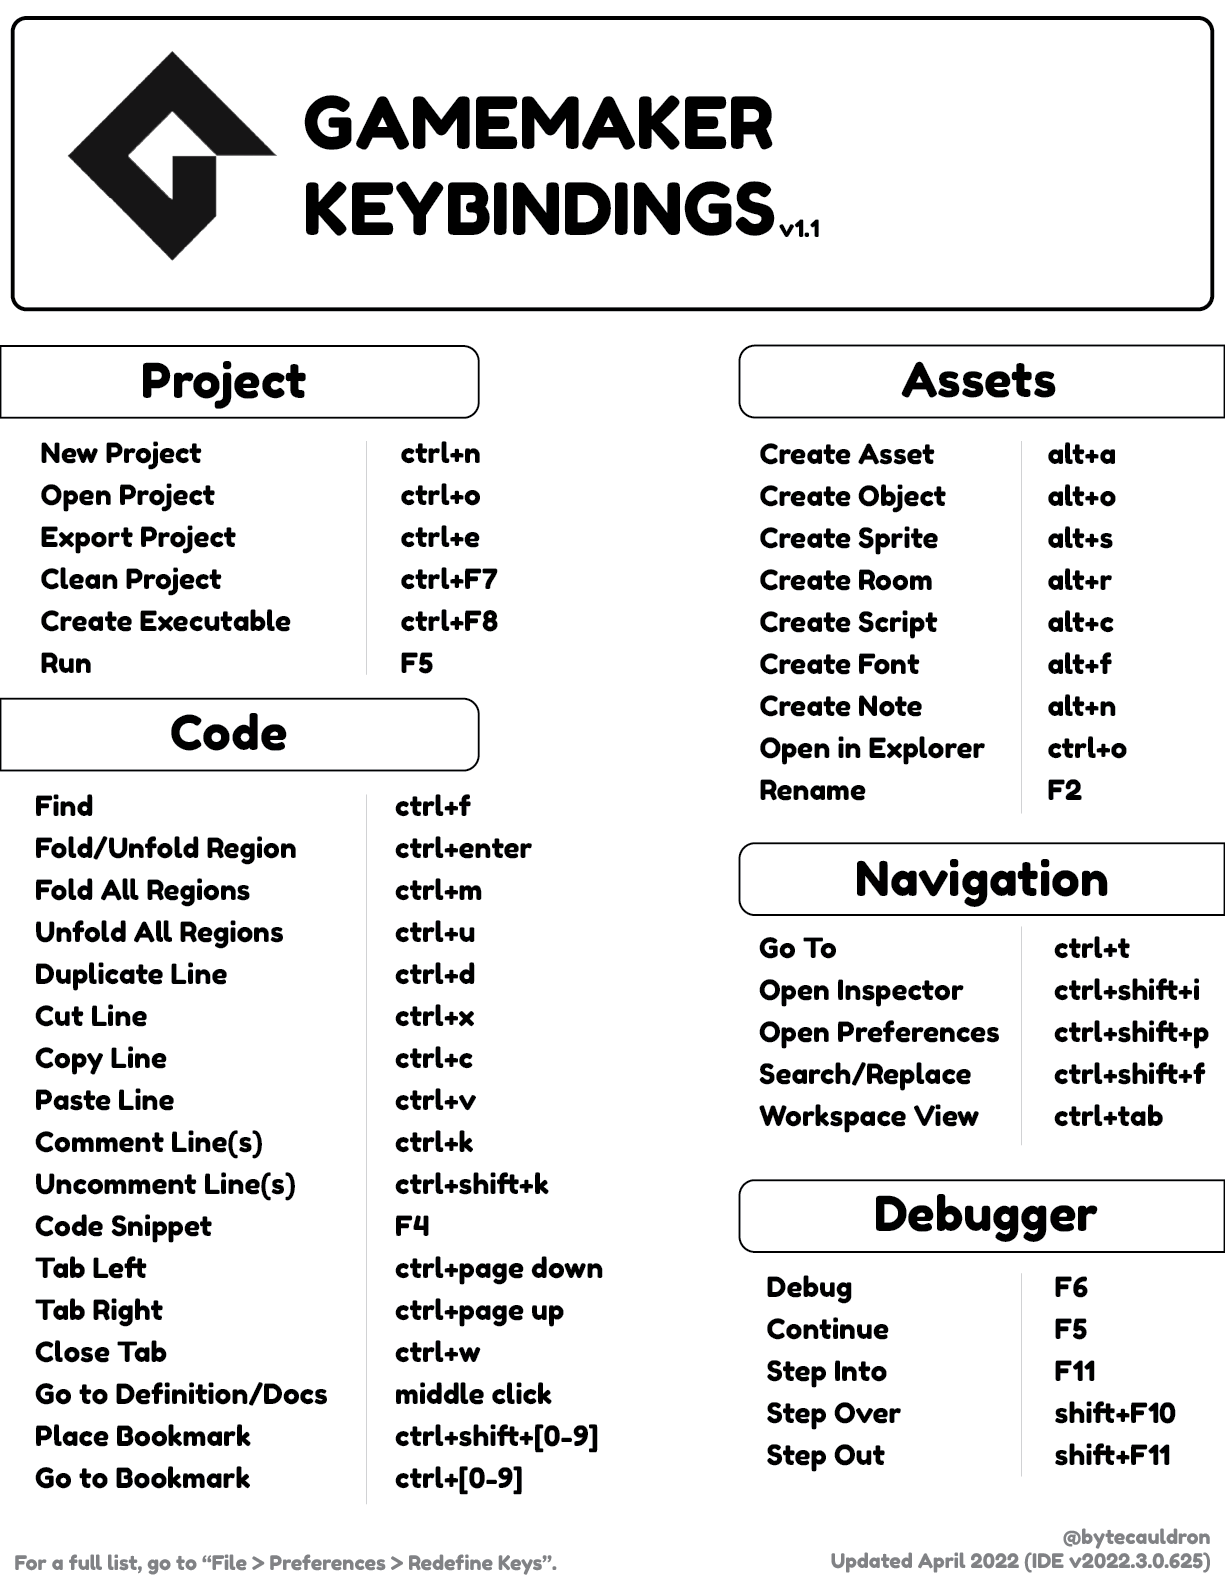 GAMEMAKER
KEYBINDINGS v1.1
Project
New Project ctrl+n
Open Project ctrl+o
Export Project ctrl+e
Clean Project ctrl+F7
Create Executable ctrl+F8
Run F5
Code
Find ctrl+f
Fold/Unfold Region ctrl+enter
Fold All Regions ctrl+m
Unfold All Regions ctrl+u
Duplicate Line ctrl+d
Cut Line ctrl+x
Copy Line ctrl+c
Paste Line ctrl+v
Comment Line(s) ctrl+k
Uncomment Line(s) ctrl+shift+k
Code Snippet F4
Tab Left ctrl+page down
Tab Right ctrl+page up
Close Tab ctrl+w
Go to Definition/Docs middle click
Place Bookmark ctrl+shift+[0-9]
Go to Bookmark ctrl+[0-9]
Assets
Create Asset alt+a
Create Object alt+o
Create Sprite alt+s
Create Room alt+r
Create Script alt+c
Create Font alt+f
Create Note alt+n
Open in Explorer ctrl+o
Rename F2
Navigation
Go To ctrl+t
Open Inspector ctrl+shift+i
Open Preferences ctrl+shift+p
Search/Replace ctrl+shift+f
Workspace View ctrl+tab
Debugger
Debug F6
Continue F5
Step Into F11
Step Over shift+F10
Step Out shift+F11
For a full list, go to “File > Preferences > Redefine Keys”.
@bytecauldron
Updated April 2022 (IDE v2022.3.0.625)